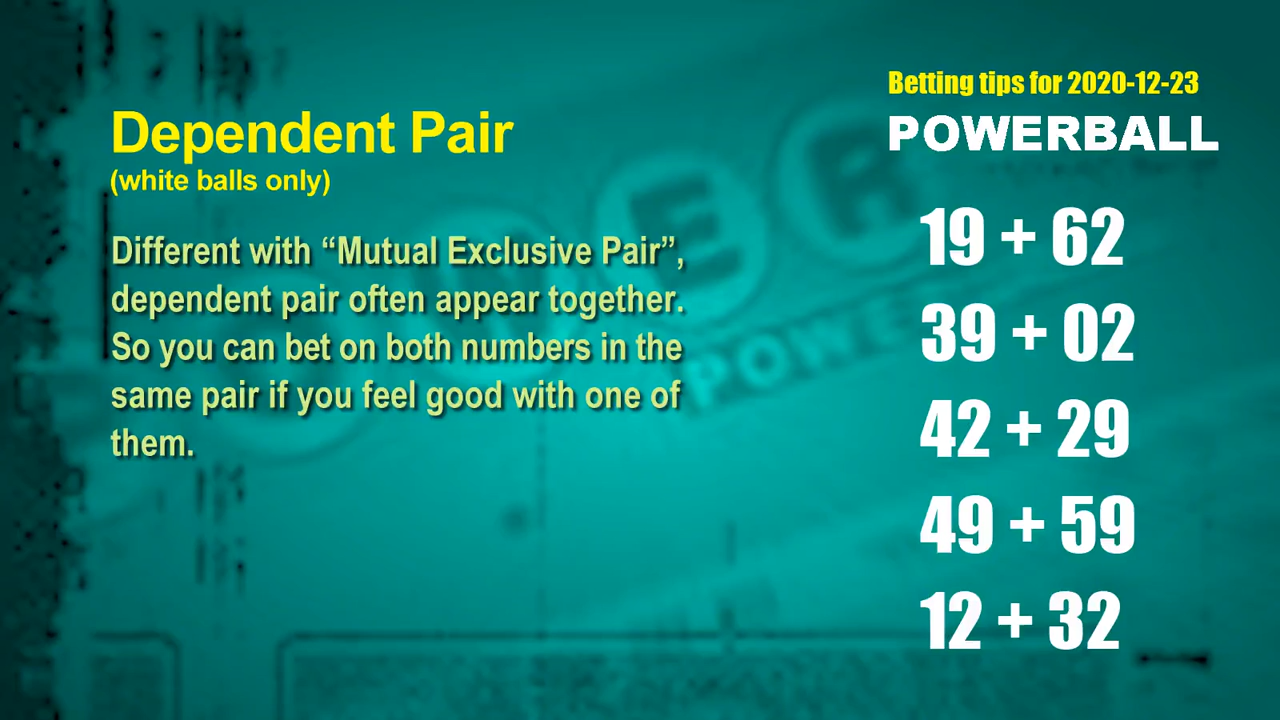 Dependent Pair
(white balls only)
Different with “Mutual Exclusive Pair”,
dependent pair often appear together.
So you can bet on both numbers in the
same pair if you feel good with one of
them.
Betting tips for 2020-12-23
POWERBALL
19 + 62
39 + 02
42 + 29
49 + 59
12 + 32